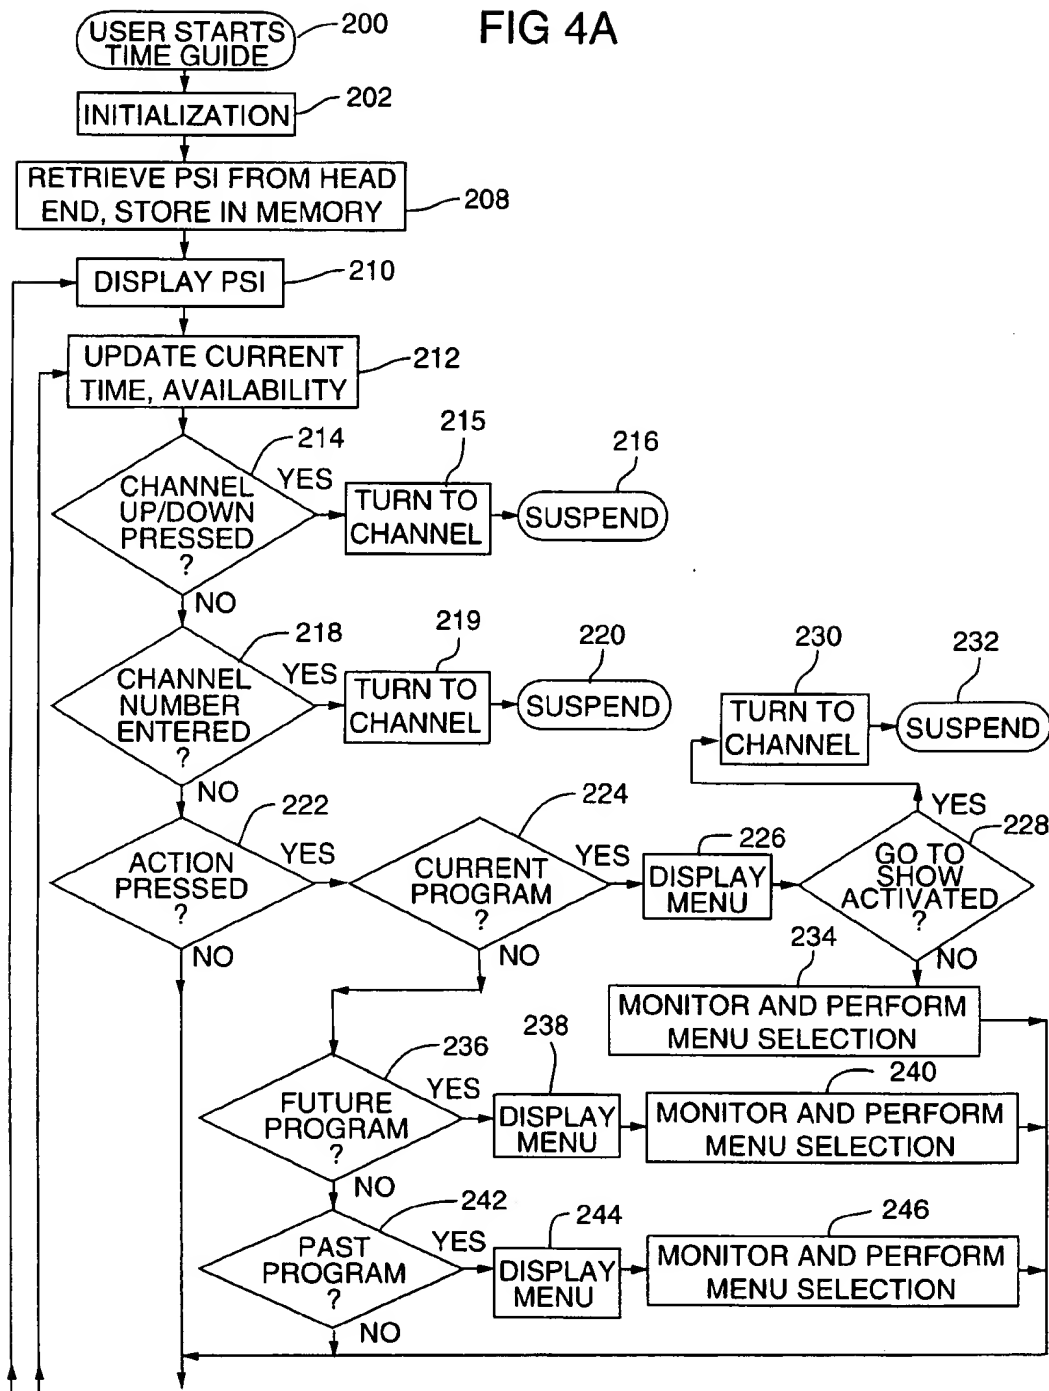 FIG 4A
USER STARTS
TIME GUIDE
200
INITIALIZATION
202
RETRIEVE PSI FROM HEAD
END, STORE IN MEMORY
208
DISPLAY PSI
210
UPDATE CURRENT
TIME, AVAILABILITY
212
214
CHANNEL
UP/DOWN
PRESSED
?
YES
215
TURN TO
CHANNEL
216
SUSPEND
NO
218
CHANNEL
NUMBER
ENTERED
?
YES
219
TURN TO
CHANNEL
220
SUSPEND
230
TURN TO
CHANNEL
232
SUSPEND
NO
222
ACTION
PRESSED
?
YES
224
CURRENT
PROGRAM
?
YES
226
DISPLAY
MENU
YES
228
GO TO
SHOW
ACTIVATED
?
NO
NO
NO
234
MONITOR AND PERFORM
MENU SELECTION
236
FUTURE
PROGRAM
?
YES
238
DISPLAY
MENU
240
MONITOR AND PERFORM
MENU SELECTION
NO
242
PAST
PROGRAM
?
YES
244
DISPLAY
MENU
246
MONITOR AND PERFORM
MENU SELECTION
NO